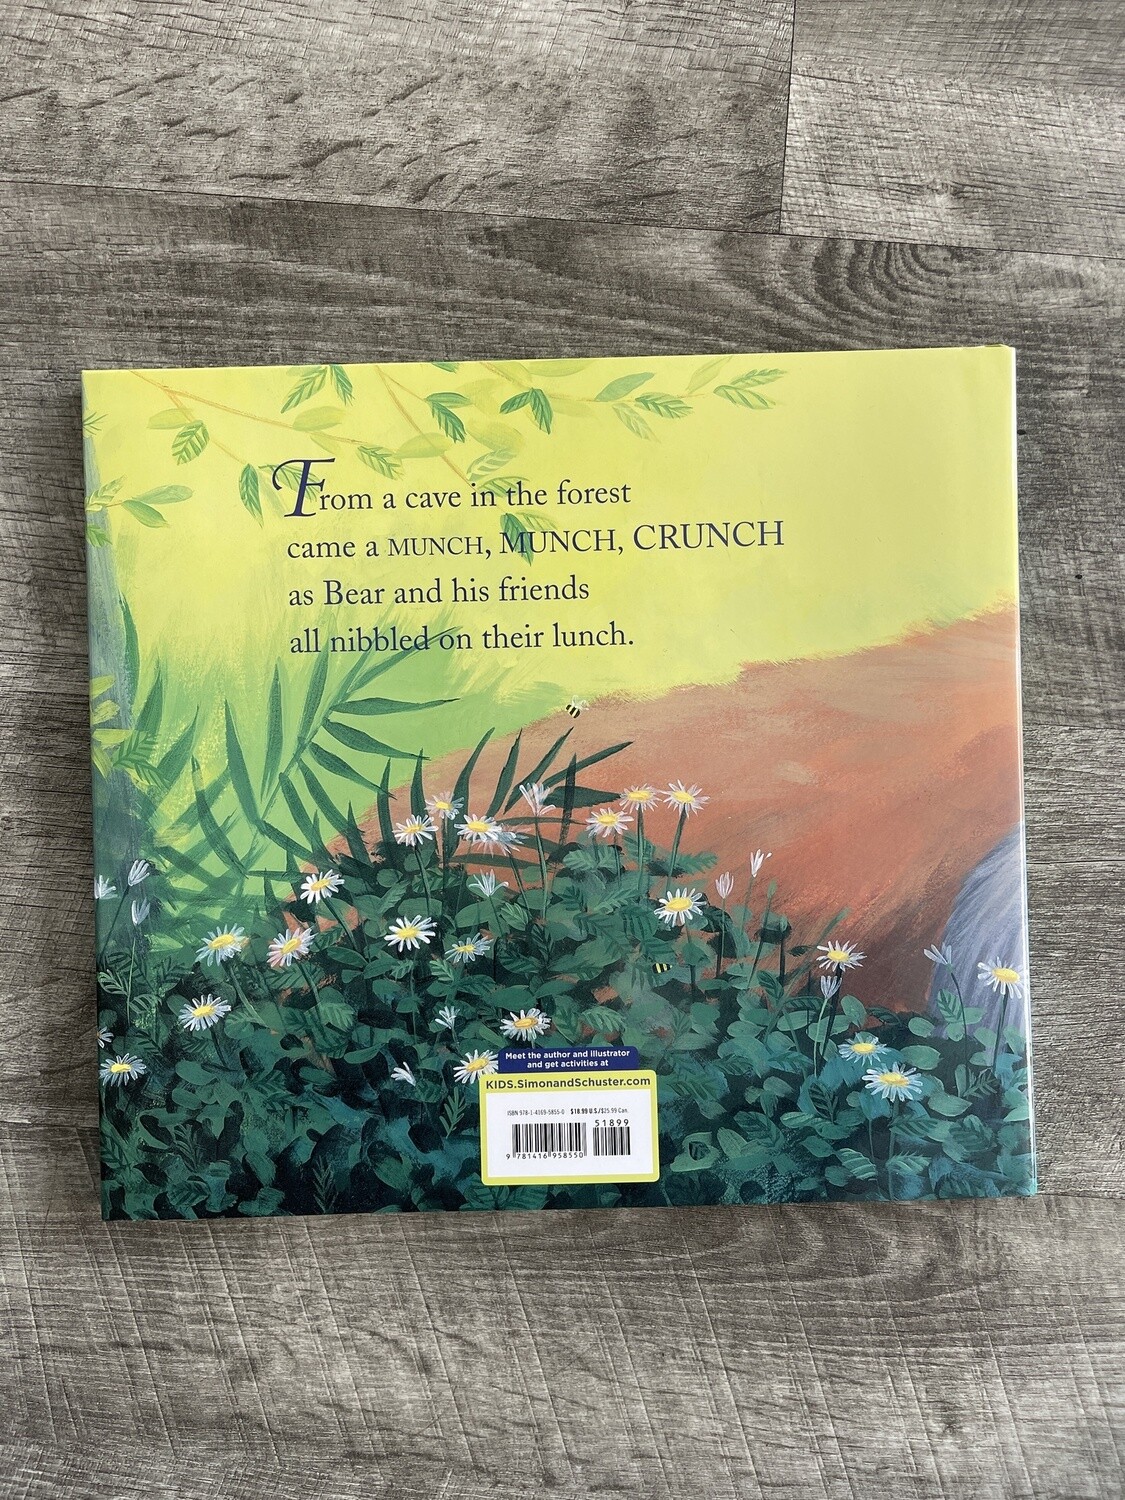 From a cave in the forest
came a MUNCH, MUNCH, CRUNCH
as Bear and his friends
all nibbled on their lunch.
Meet the author and illustrator
and get activities at
KIDS.SimonandSchuster.com
ISBN 978-1-4169-5855-0 $18.99 U.S./$25.99 Can.
51899
9 781416 958550